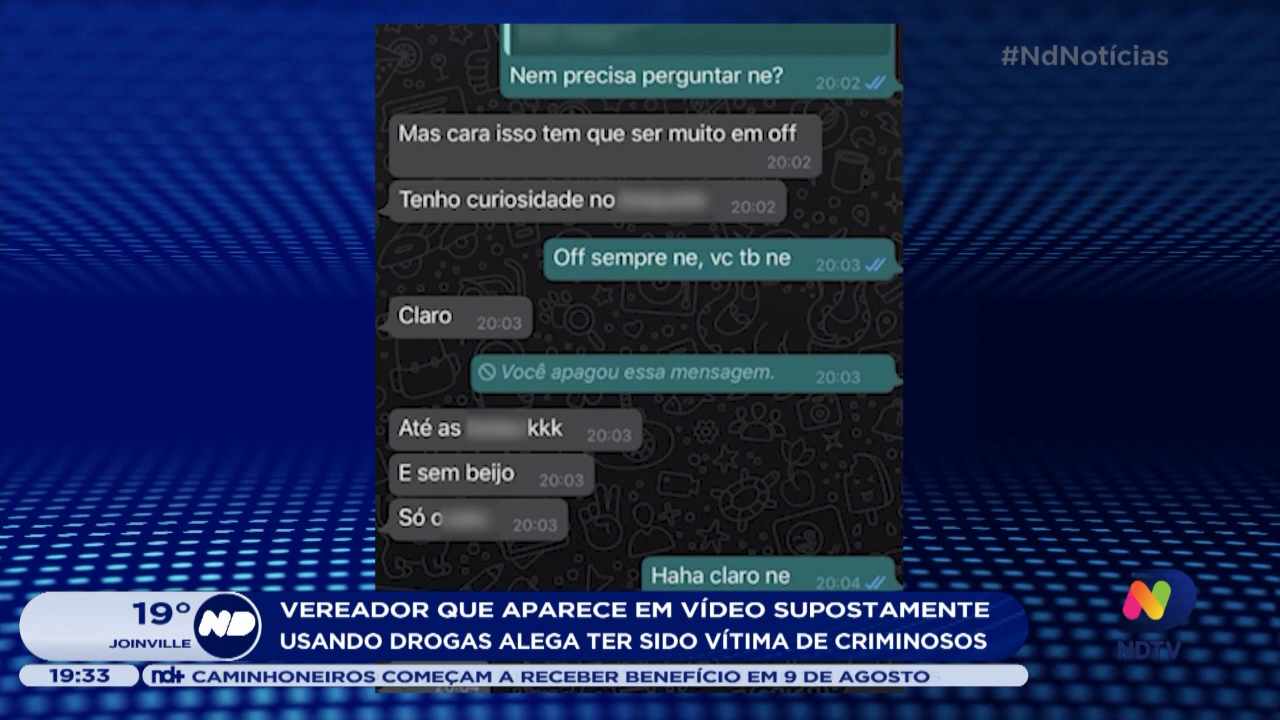 #NdNotícias
Nem precisa perguntar ne?
20:02
Mas cara isso tem que ser muito em off
20:02
Tenho curiosidade no
20:02
Off sempre ne, vc tb ne
20:03
Claro
20:03
Você apagou essa mensagem.
20:03
Até as kkk
20:03
E sem beijo
20:03
Só
20:03
Haha claro ne
20:04
19°
JOINVILLE
ND
VEREADOR QUE APARECE EM VÍDEO SUPOSTAMENTE
USANDO DROGAS ALEGA TER SIDO VÍTIMA DE CRIMINOSOS
NDTV
19:33
nd+ CAMINHONEIROS COMEÇAM A RECEBER BENEFÍCIO EM 9 DE AGOSTO
20:04